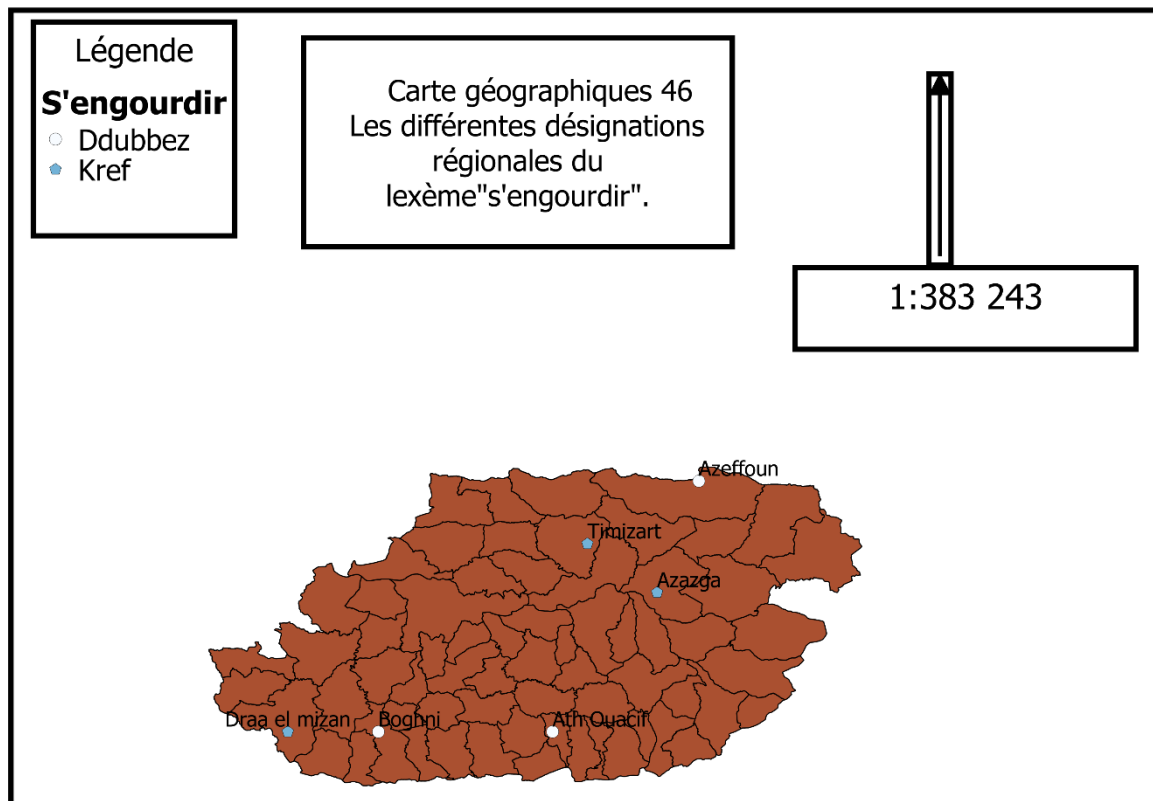 Légende
S'engourdir
Ddubbez
Kref
Carte géographiques 46
Les différentes désignations
régionales du
lexème"s'engourdir".
1:383 243
Azeffoun
Timizart
Azazga
Draa el mizan
Boghni
Ath Ouacif